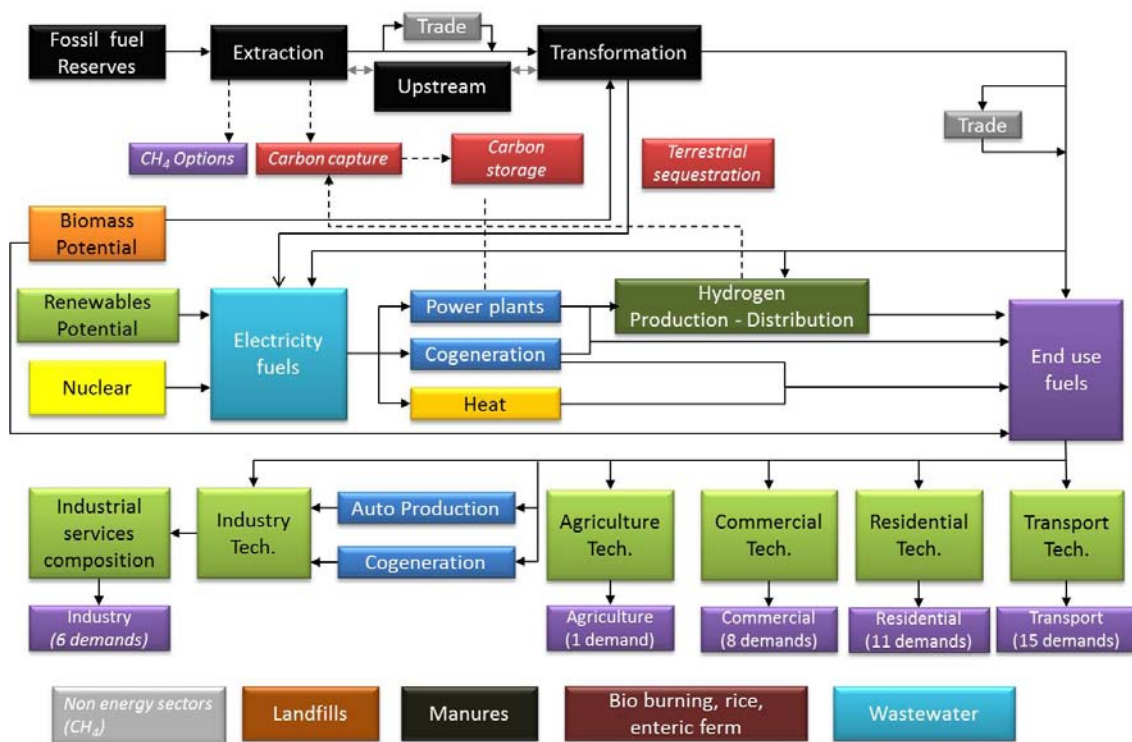 Fossil fuel
Reserves
Extraction
Trade
Transformation
Upstream
Trade
CH₄ Options
Carbon capture
Carbon
storage
Terrestrial
sequestration
Biomass
Potential
Renewables
Potential
Nuclear
Electricity
fuels
Power plants
Cogeneration
Heat
Hydrogen
Production - Distribution
End use
fuels
Industrial
services
composition
Industry
Tech.
Auto Production
Cogeneration
Agriculture
Tech.
Commercial
Tech.
Residential
Tech.
Transport
Tech.
Industry
(6 demands)
Agriculture
(1 demand)
Commercial
(8 demands)
Residential
(11 demands)
Transport
(15 demands)
Non energy sectors
(CH₄)
Landfills
Manures
Bio burning, rice,
enteric ferm
Wastewater